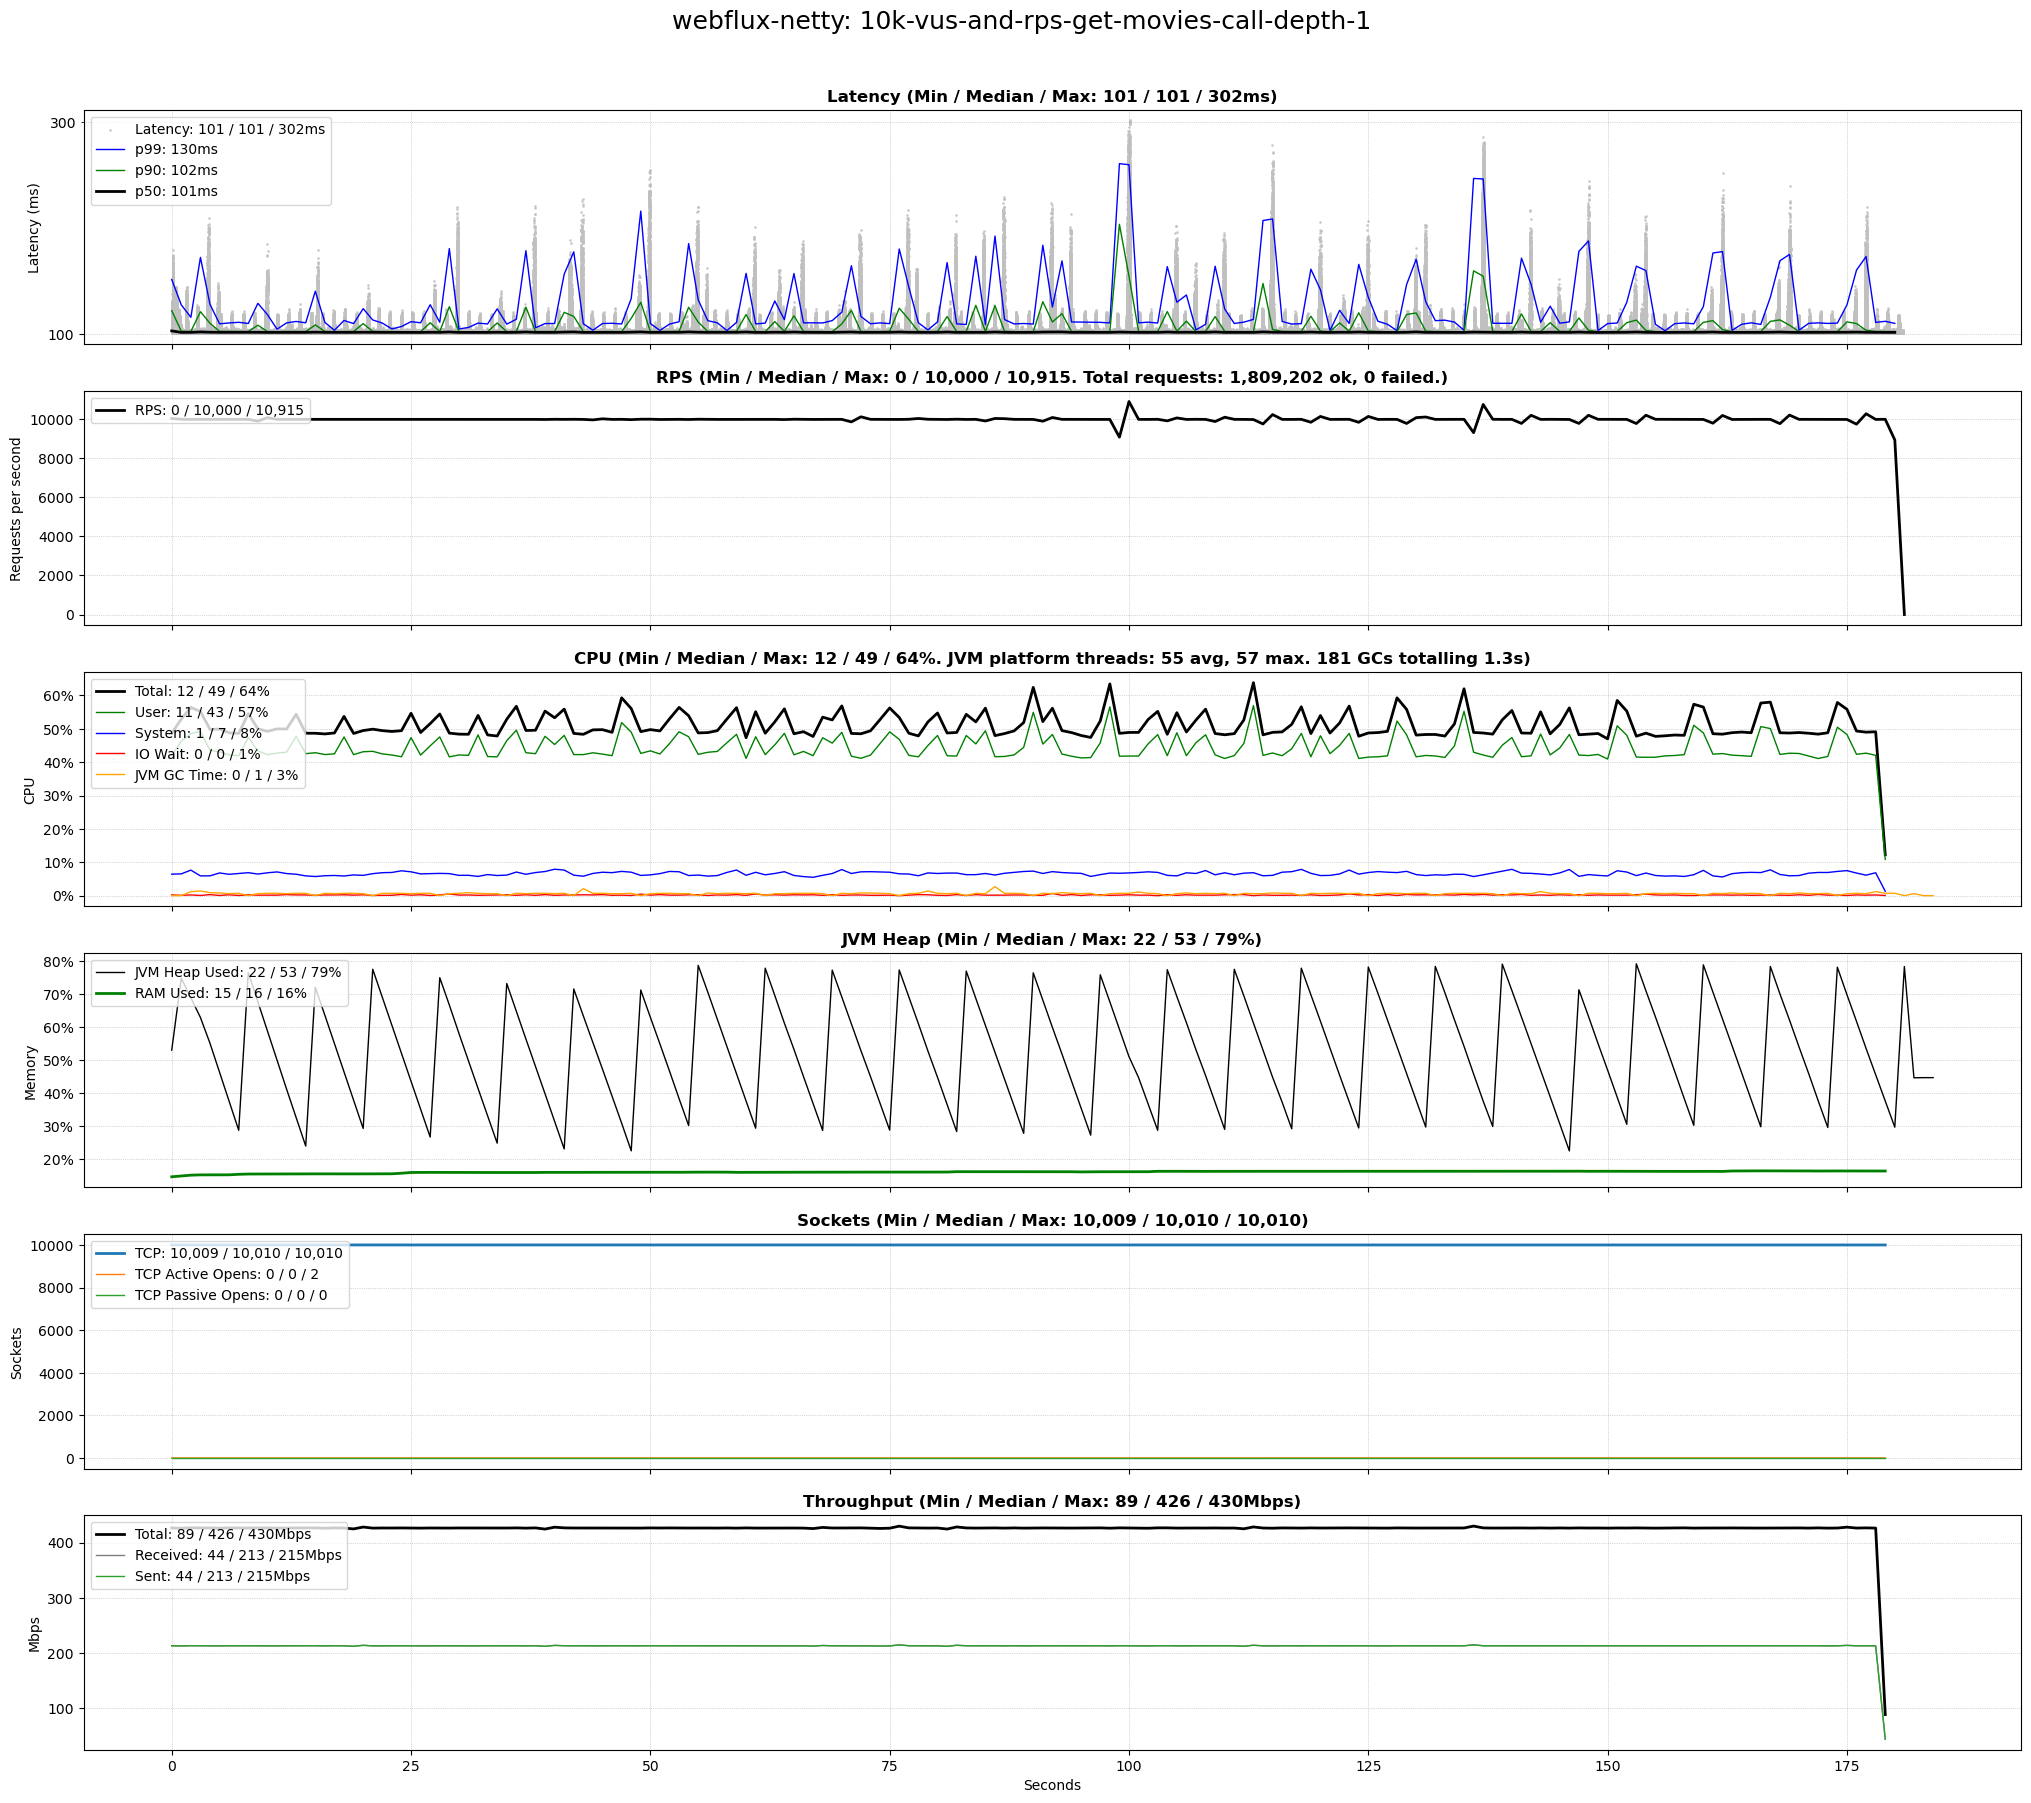 webflux-netty: 10k-vus-and-rps-get-movies-call-depth-1
Latency (Min / Median / Max: 101 / 101 / 302ms)
300
100
Latency (ms)
Latency: 101 / 101 / 302ms
p99: 130ms
p90: 102ms
p50: 101ms
RPS (Min / Median / Max: 0 / 10,000 / 10,915. Total requests: 1,809,202 ok, 0 failed.)
10000
8000
6000
4000
2000
0
Requests per second
RPS: 0 / 10,000 / 10,915
CPU (Min / Median / Max: 12 / 49 / 64%. JVM platform threads: 55 avg, 57 max. 181 GCs totalling 1.3s)
60%
50%
40%
30%
20%
10%
0%
CPU
Total: 12 / 49 / 64%
User: 11 / 43 / 57%
System: 1 / 7 / 8%
IO Wait: 0 / 0 / 1%
JVM GC Time: 0 / 1 / 3%
JVM Heap (Min / Median / Max: 22 / 53 / 79%)
80%
70%
60%
50%
40%
30%
20%
Memory
JVM Heap Used: 22 / 53 / 79%
RAM Used: 15 / 16 / 16%
Sockets (Min / Median / Max: 10,009 / 10,010 / 10,010)
10000
8000
6000
4000
2000
0
Sockets
TCP: 10,009 / 10,010 / 10,010
TCP Active Opens: 0 / 0 / 2
TCP Passive Opens: 0 / 0 / 0
Throughput (Min / Median / Max: 89 / 426 / 430Mbps)
400
300
200
100
Mbps
Total: 89 / 426 / 430Mbps
Received: 44 / 213 / 215Mbps
Sent: 44 / 213 / 215Mbps
0 25 50 75 100 125 150 175
Seconds